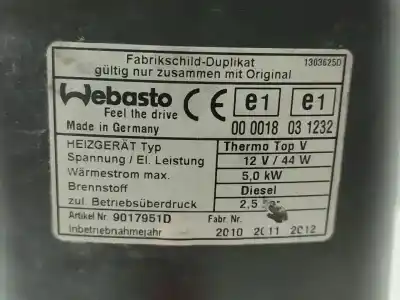 Fabrikschild-Duplikat 1303625D
gültig nur zusammen mit Original
Webasto CE e1 e1
Feel the drive
Made in Germany 00 0018 03 1232
HEIZGERÄT Typ Thermo Top V
Spannung / El. Leistung 12 V / 44 W
Wärmestrom max. 5,0 kW
Brennstoff Diesel
zul. Betriebsüberdruck 2,5
Artikel Nr. 9017951D Fabr. Nr.
Inbetriebnahmejahr 2010 2011 2012